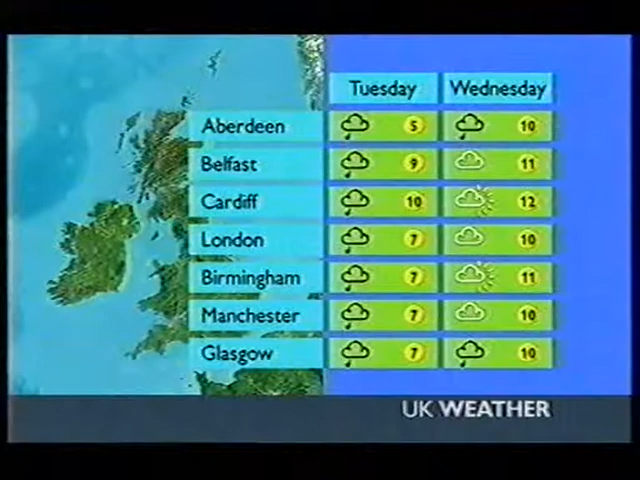 Tuesday Wednesday
Aberdeen 5 10
Belfast 9 11
Cardiff 10 12
London 7 10
Birmingham 7 11
Manchester 7 10
Glasgow 7 10
UK WEATHER